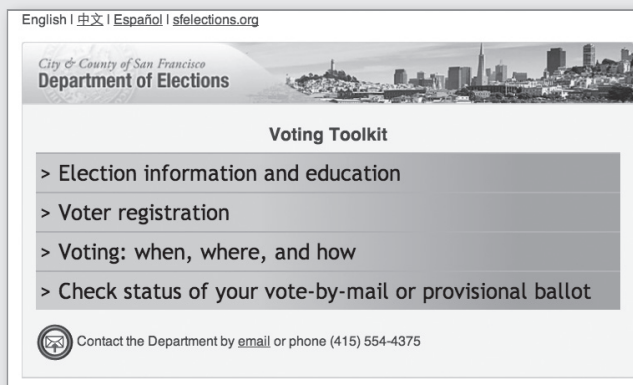 English | 中文 | Español | sfelections.org
City & County of San Francisco
Department of Elections
Voting Toolkit
> Election information and education
> Voter registration
> Voting: when, where, and how
> Check status of your vote-by-mail or provisional ballot
Contact the Department by email or phone (415) 554-4375